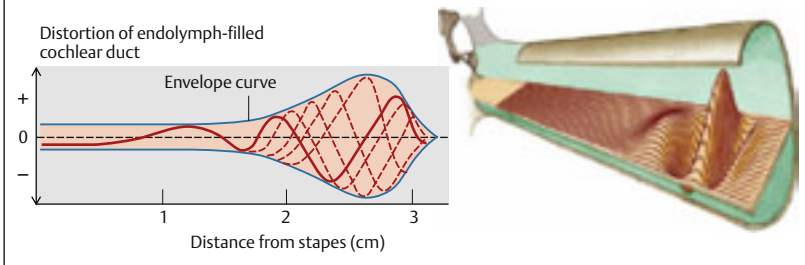 Distortion of endolymph-filled
cochlear duct
Envelope curve
+
0
–
1 2 3
Distance from stapes (cm)